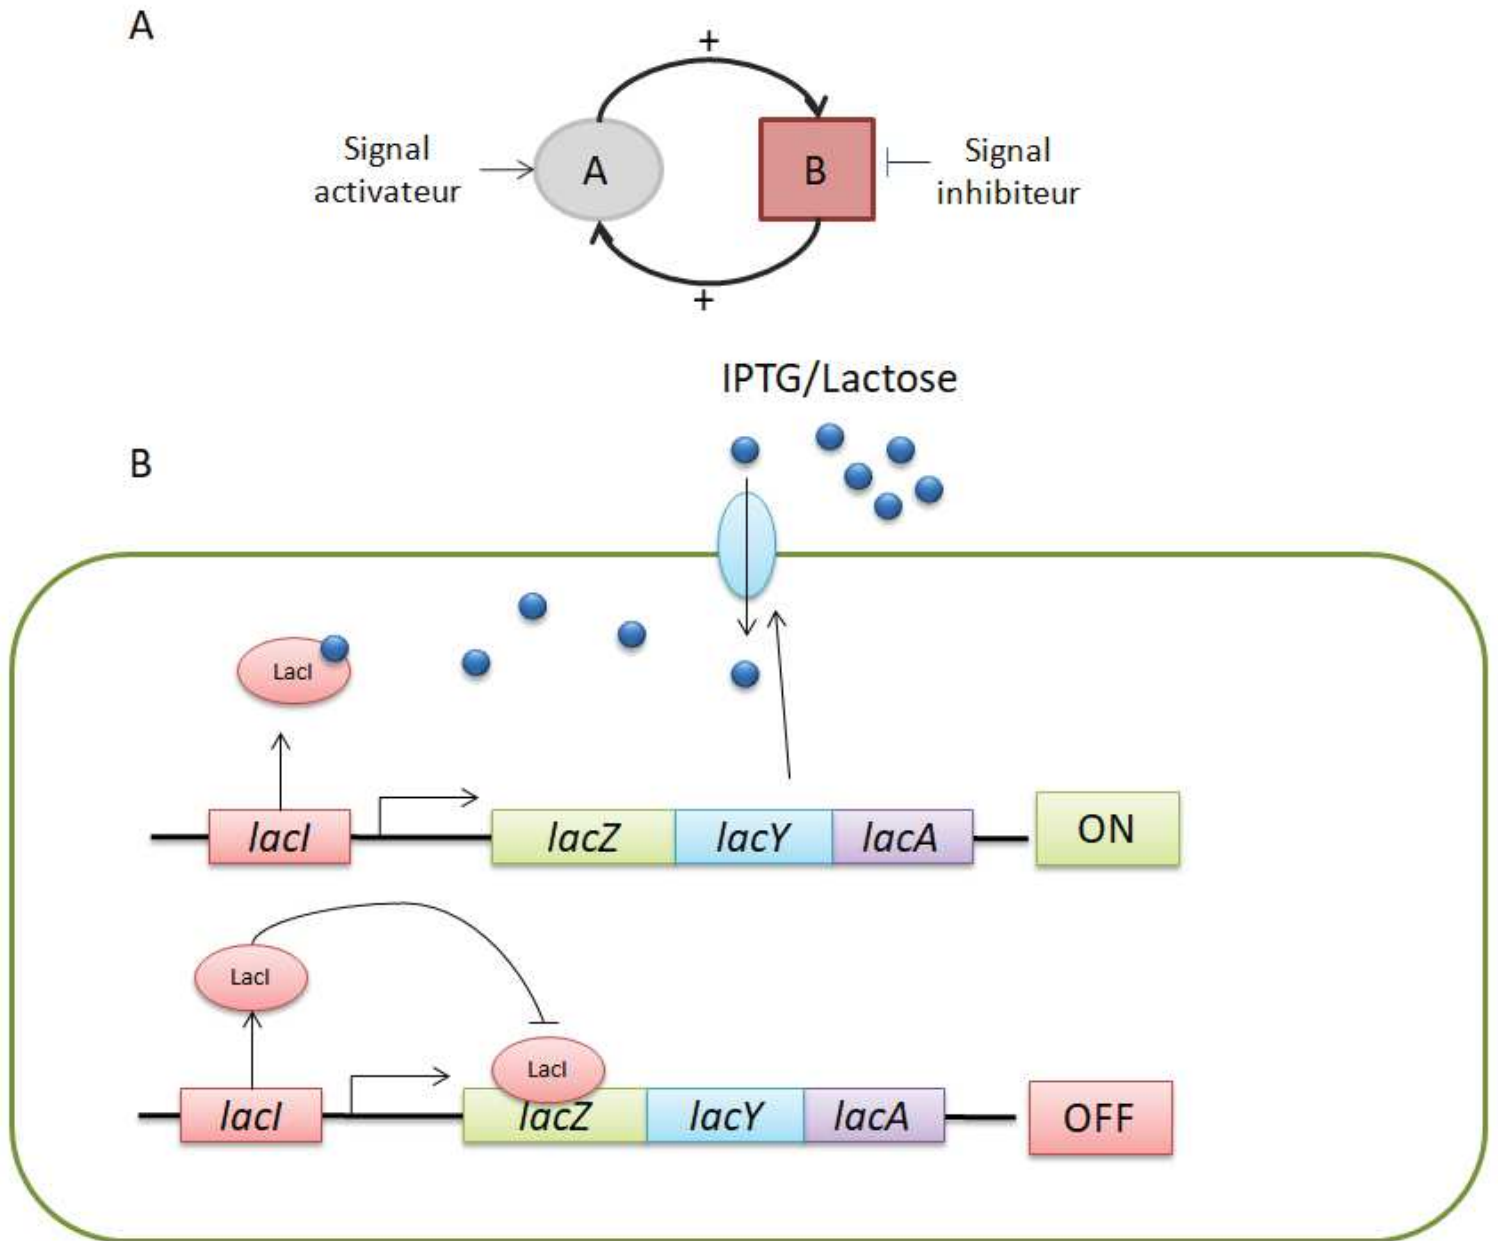 A
+
Signal
activateur
A
B
Signal
inhibiteur
+
IPTG/Lactose
B
LacI
lacI
lacZ
lacY
lacA
ON
LacI
LacI
lacI
lacZ
lacY
lacA
OFF